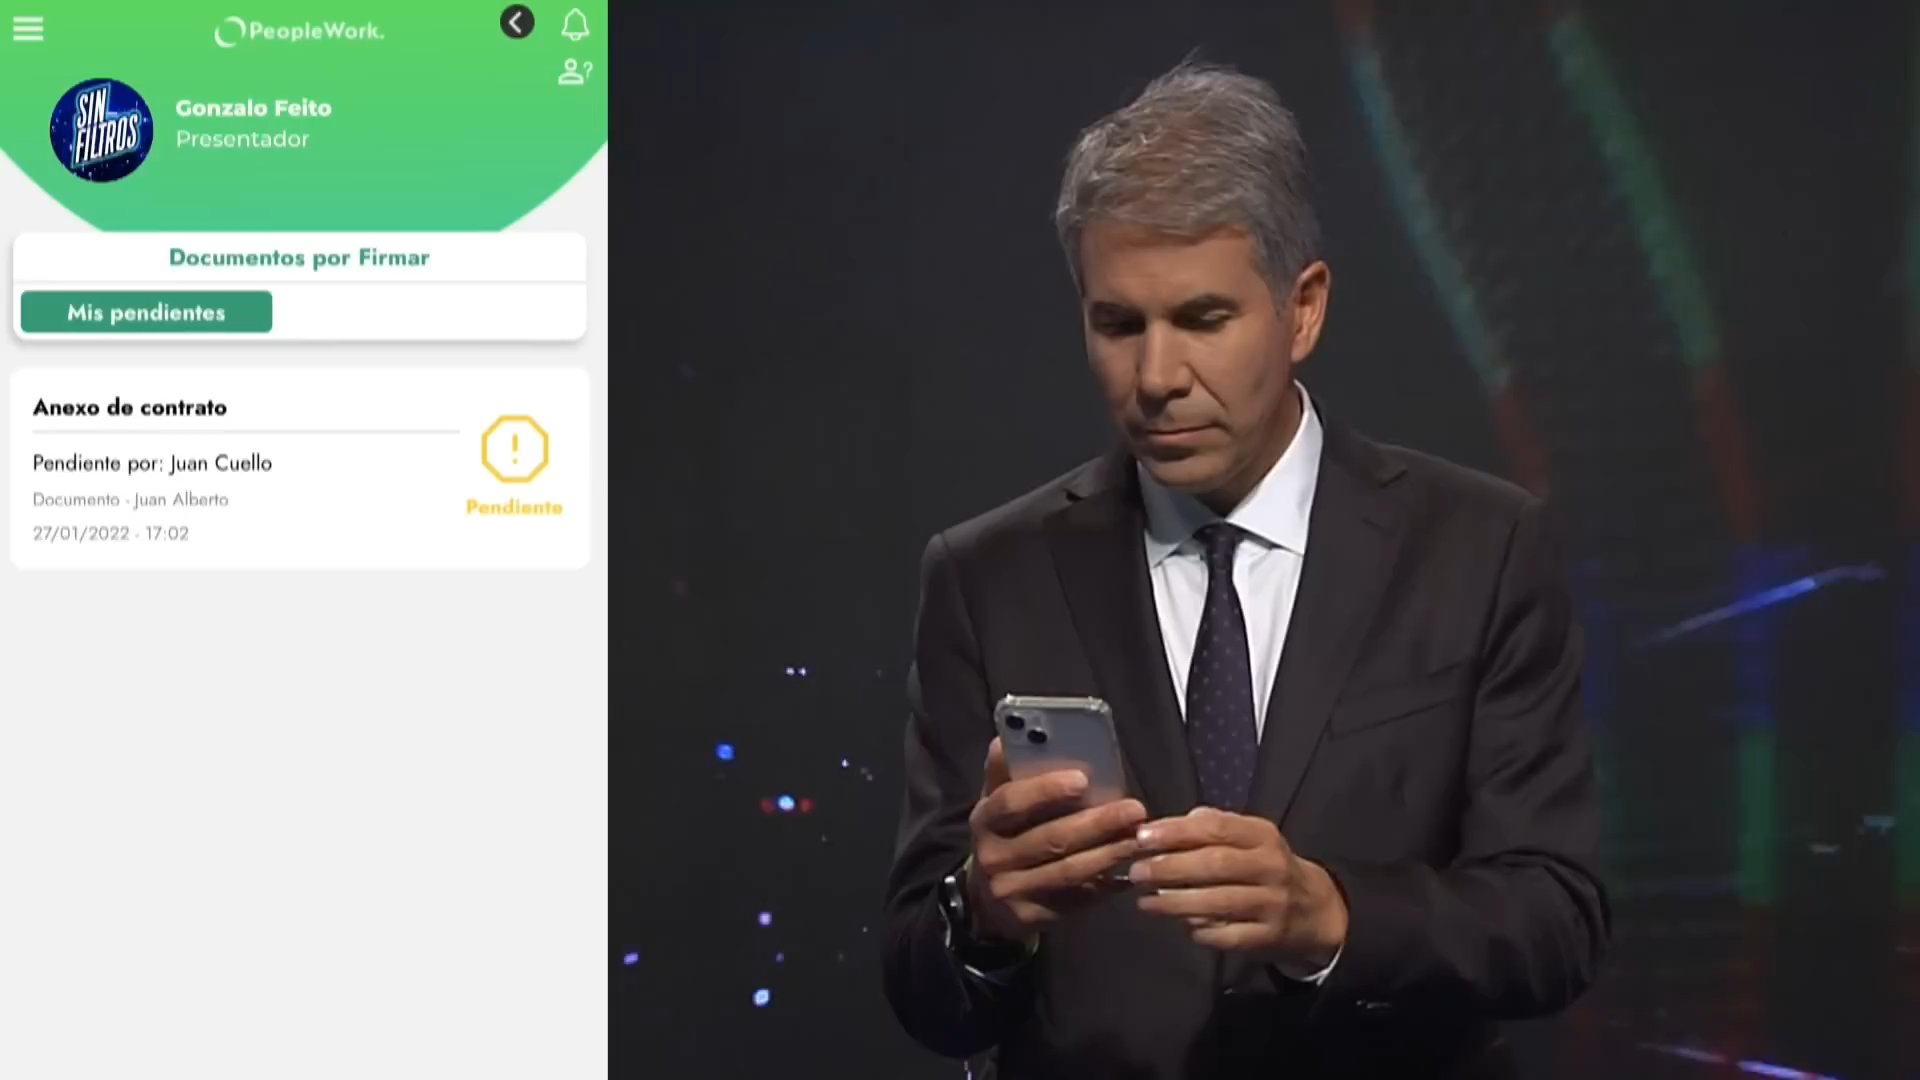 PeopleWork.
SIN
FILTROS
Gonzalo Feito
Presentador
Documentos por Firmar
Mis pendientes
Anexo de contrato
Pendiente por: Juan Cuello
Documento - Juan Alberto
27/01/2022 - 17:02
Pendiente